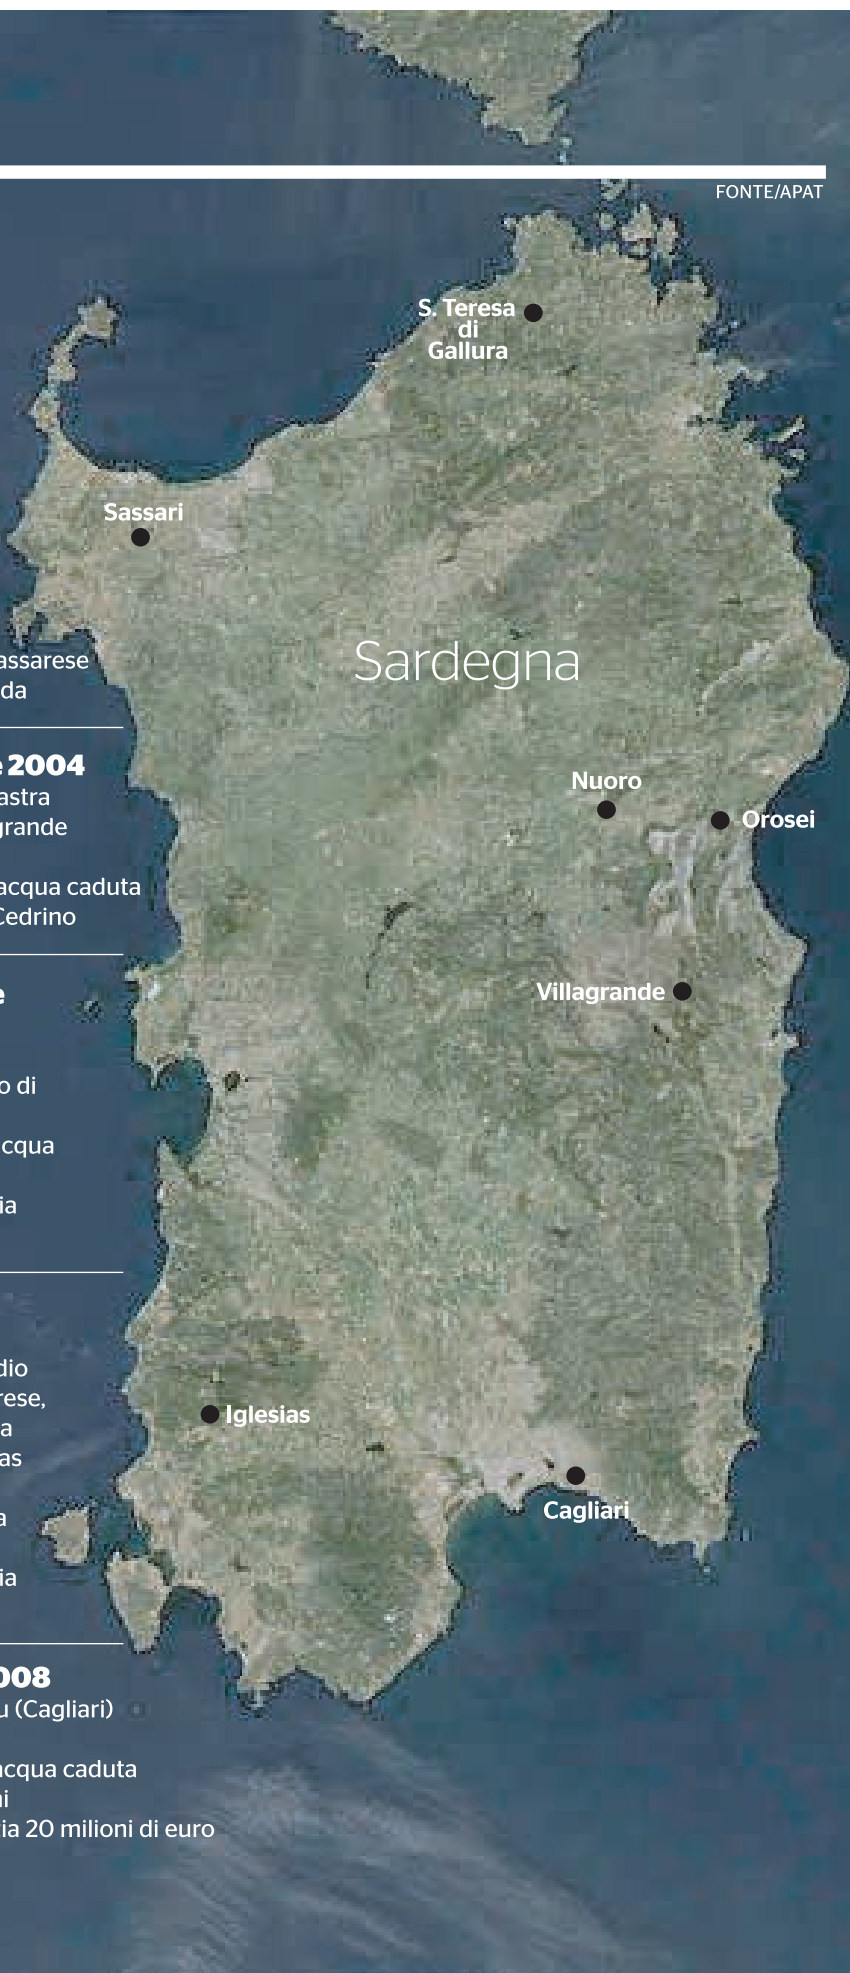 FONTE/APAT
S. Teresa
di
Gallura
Sassari
Sardegna
assarese
da
Nuoro
e 2004
astra
grande
Orosei
acqua caduta
Cedrino
Villagrande
e
o di
cqua
ia
dio
rese,
a
as
Iglesias
a
Cagliari
ia
008
u (Cagliari)
acqua caduta
ni
ia 20 milioni di euro